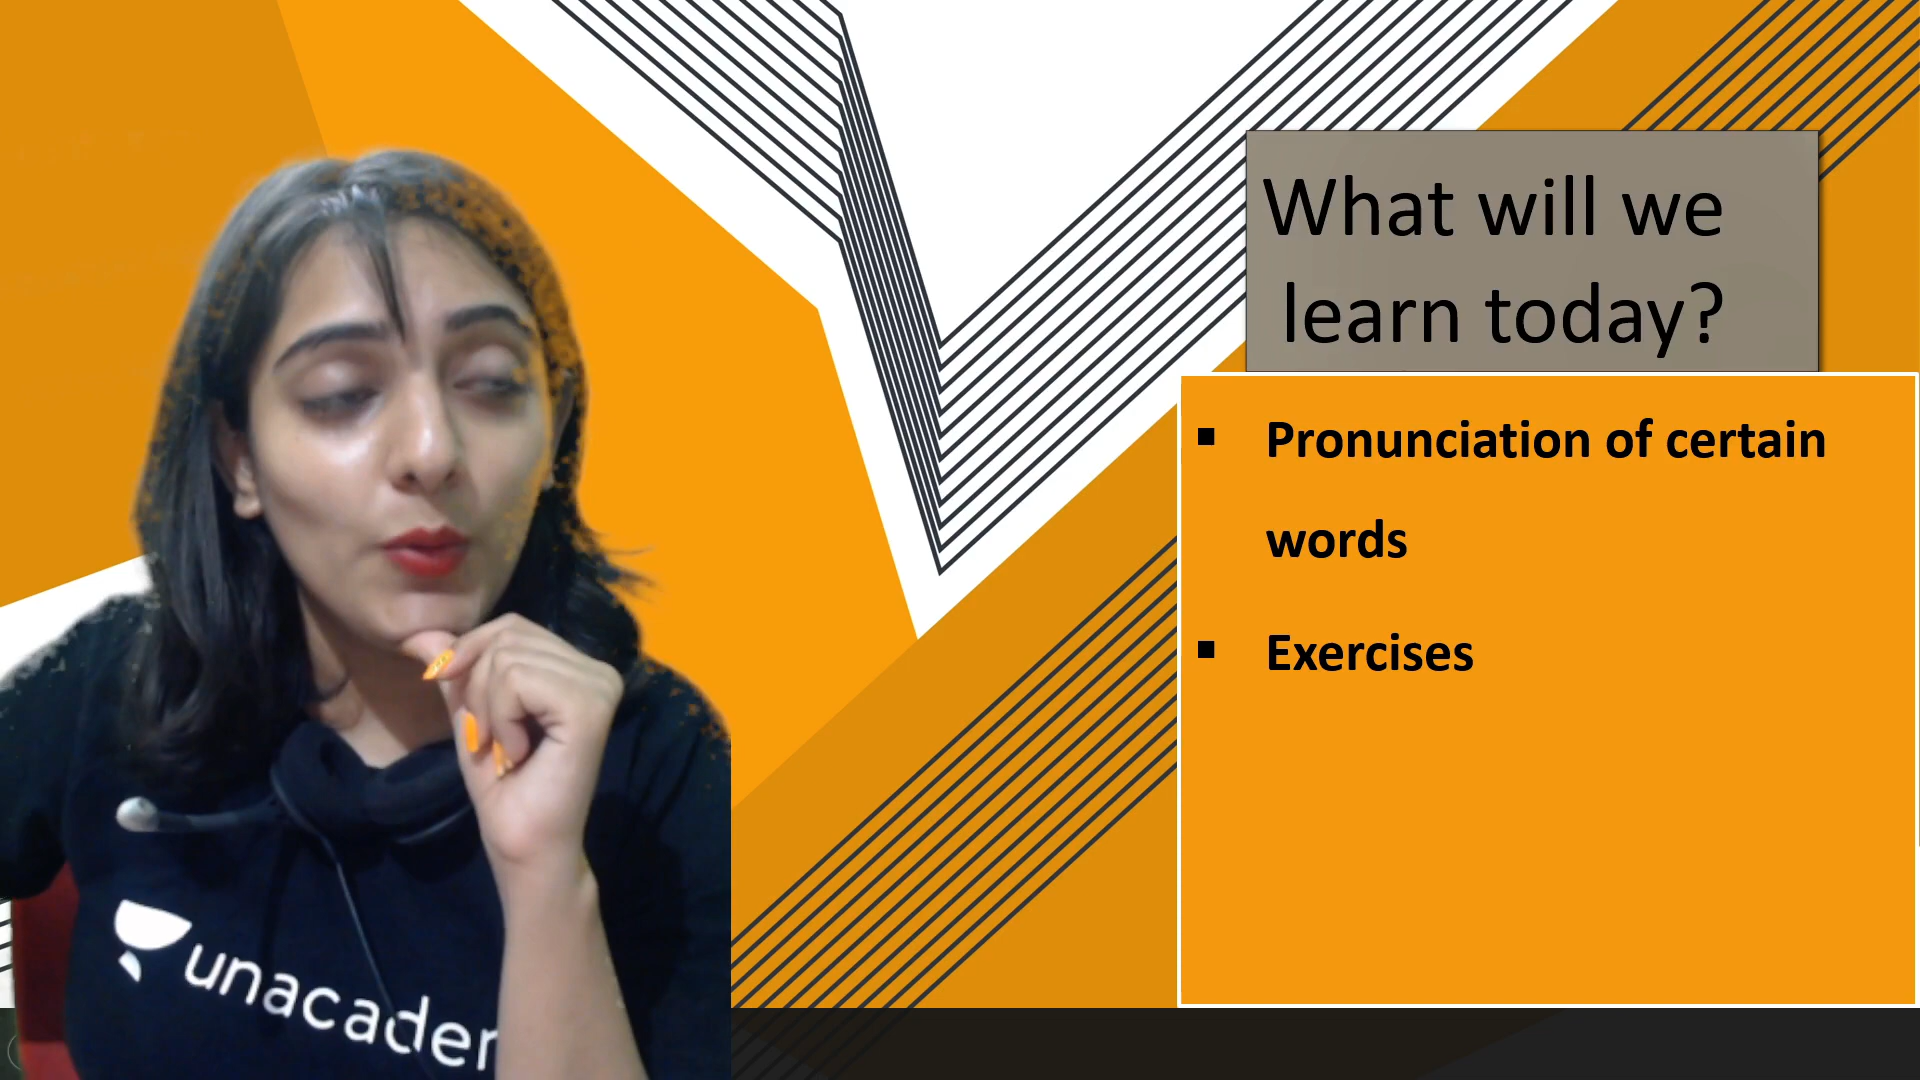 What will we
learn today?
▪ Pronunciation of certain
words
▪ Exercises
unacader